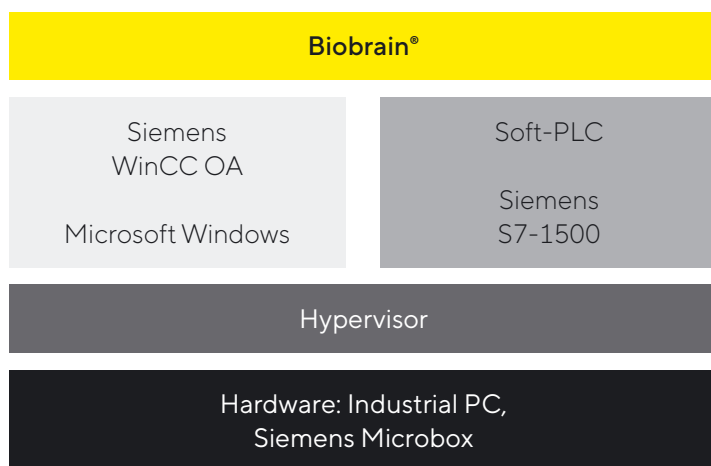 Biobrain®
Siemens
WinCC OA
Microsoft Windows
Soft-PLC
Siemens
S7-1500
Hypervisor
Hardware: Industrial PC,
Siemens Microbox